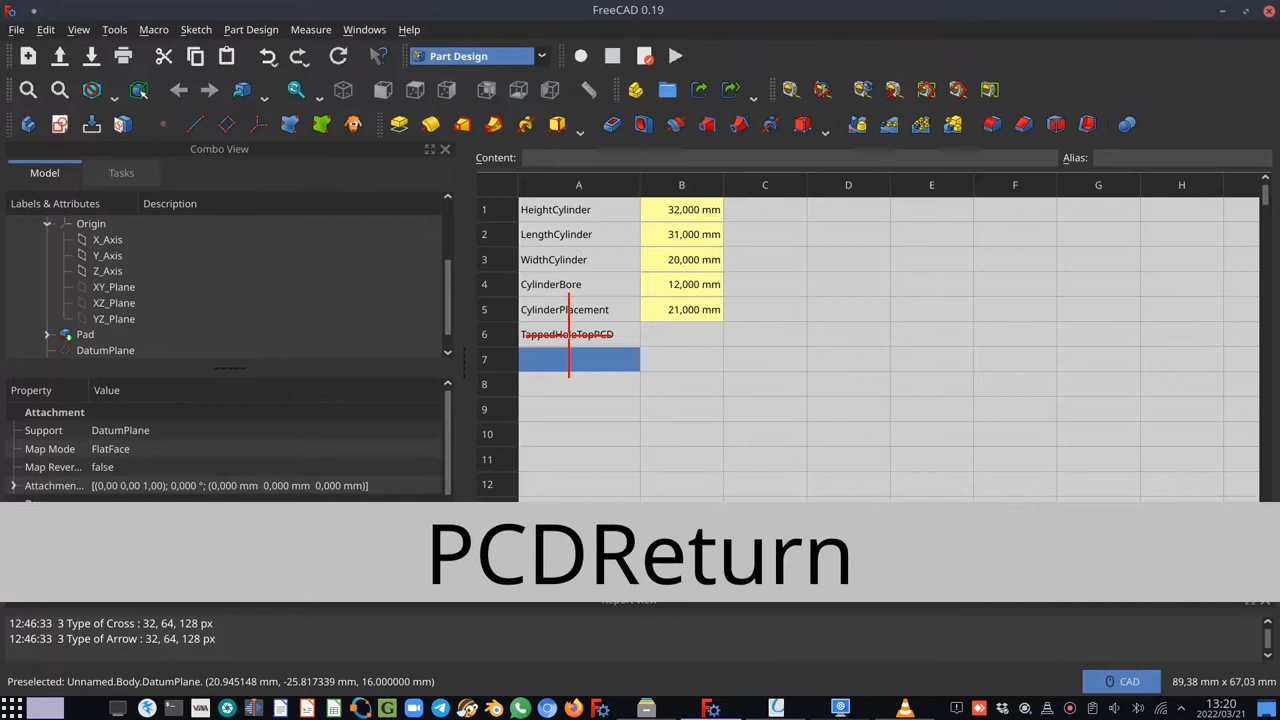 FreeCAD 0.19
File Edit View Tools Macro Sketch Part Design Measure Windows Help
Part Design
Combo View
Content:
Alias:
Model Tasks
Labels & Attributes Description
A B C D E F G H
Origin
X_Axis
Y_Axis
Z_Axis
XY_Plane
XZ_Plane
YZ_Plane
Pad
DatumPlane
1 HeightCylinder 32,000 mm
2 LengthCylinder 31,000 mm
3 WidthCylinder 20,000 mm
4 CylinderBore 12,000 mm
5 CylinderPlacement 21,000 mm
6 TappedHoleTopPCD
7
8
9
10
11
12
Property Value
Attachment
Support DatumPlane
Map Mode FlatFace
Map Rever... false
Attachmen... [(0,00 0,00 1,00); 0,000 °; (0,000 mm 0,000 mm 0,000 mm)]
PCDReturn
12:46:33 3 Type of Cross : 32, 64, 128 px
12:46:33 3 Type of Arrow : 32, 64, 128 px
Preselected: Unnamed.Body.DatumPlane. (20.945148 mm, -25.817339 mm, 16.000000 mm)
CAD
89,38 mm x 67,03 mm
13:20
2022/03/21